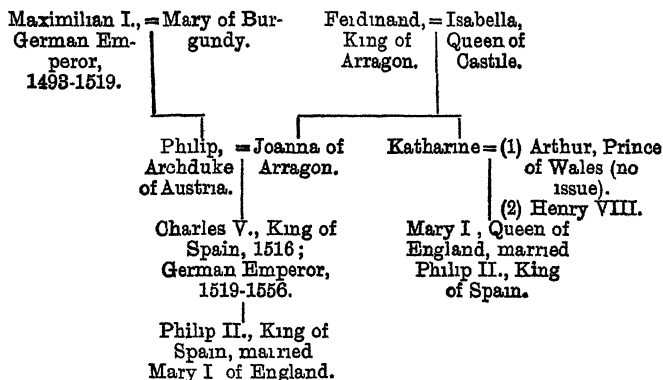 Maximilian I., = Mary of Bur-
German Em- gundy.
peror,
1493-1519.
Ferdinand, = Isabella,
King of Queen of
Arragon. Castile.
Philip, = Joanna of
Archduke Arragon.
of Austria.
Katharine = (1) Arthur, Prince
of Wales (no
issue).
(2) Henry VIII.
Charles V., King of
Spain, 1516;
German Emperor,
1519-1556.
Mary I , Queen of
England, married
Philip II., King
of Spain.
Philip II., King of
Spain, married
Mary I of England.